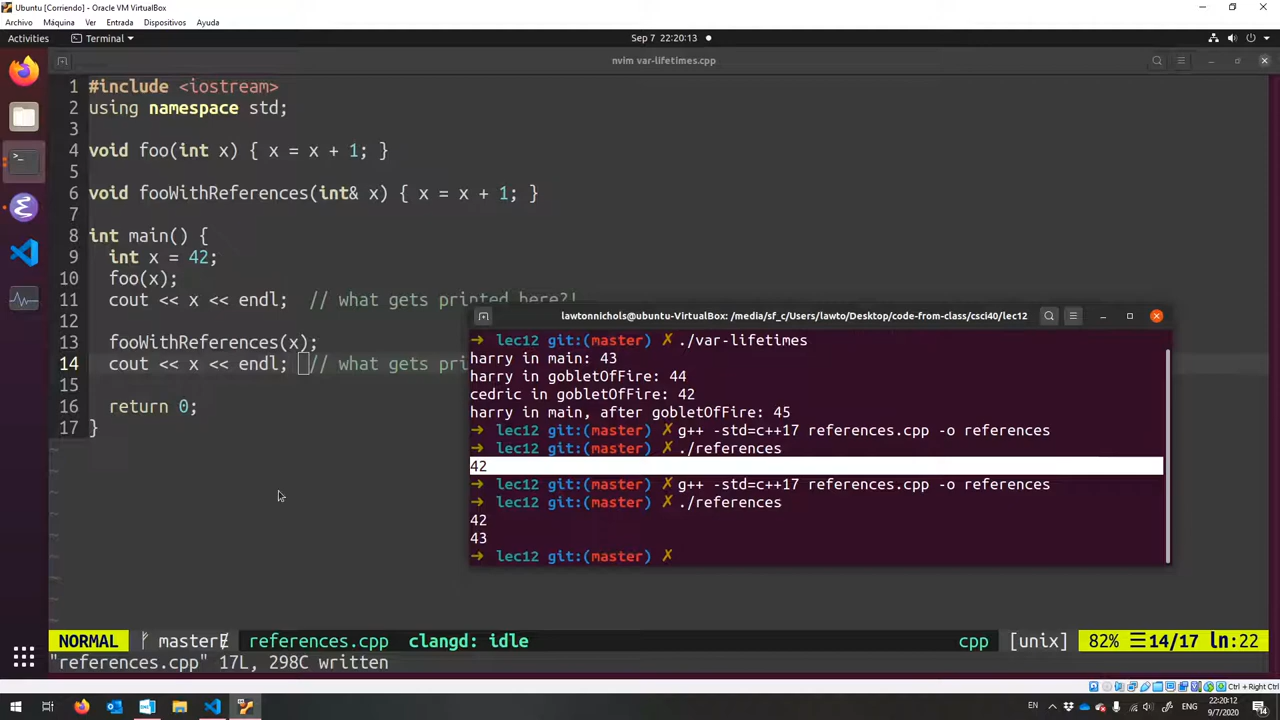 Ubuntu [Corriendo] - Oracle VM VirtualBox
Archivo Máquina Ver Entrada Dispositivos Ayuda
Activities Terminal Sep 7 22:20:13
nvim var-lifetimes.cpp
1 #include <iostream>
2 using namespace std;
3
4 void foo(int x) { x = x + 1; }
5
6 void fooWithReferences(int& x) { x = x + 1; }
7
8 int main() {
9 int x = 42;
10 foo(x);
11 cout << x << endl; // what gets printed here?!
12
13 fooWithReferences(x);
14 cout << x << endl; // what gets pri
15
16 return 0;
17 }
lawtonnichols@ubuntu-VirtualBox: /media/sf_c/Users/lawto/Desktop/code-from-class/csci40/lec12
➜ lec12 git:(master) ✗ ./var-lifetimes
harry in main: 43
harry in gobletOfFire: 44
cedric in gobletOfFire: 42
harry in main, after gobletOfFire: 45
➜ lec12 git:(master) ✗ g++ -std=c++17 references.cpp -o references
➜ lec12 git:(master) ✗ ./references
42
➜ lec12 git:(master) ✗ g++ -std=c++17 references.cpp -o references
➜ lec12 git:(master) ✗ ./references
42
43
➜ lec12 git:(master) ✗
NORMAL master references.cpp clangd: idle cpp [unix] 82% ☰14/17 ln:22
"references.cpp" 17L, 298C written
Ctrl + Right Ctrl
EN ENG 22:20:12
9/7/2020 14